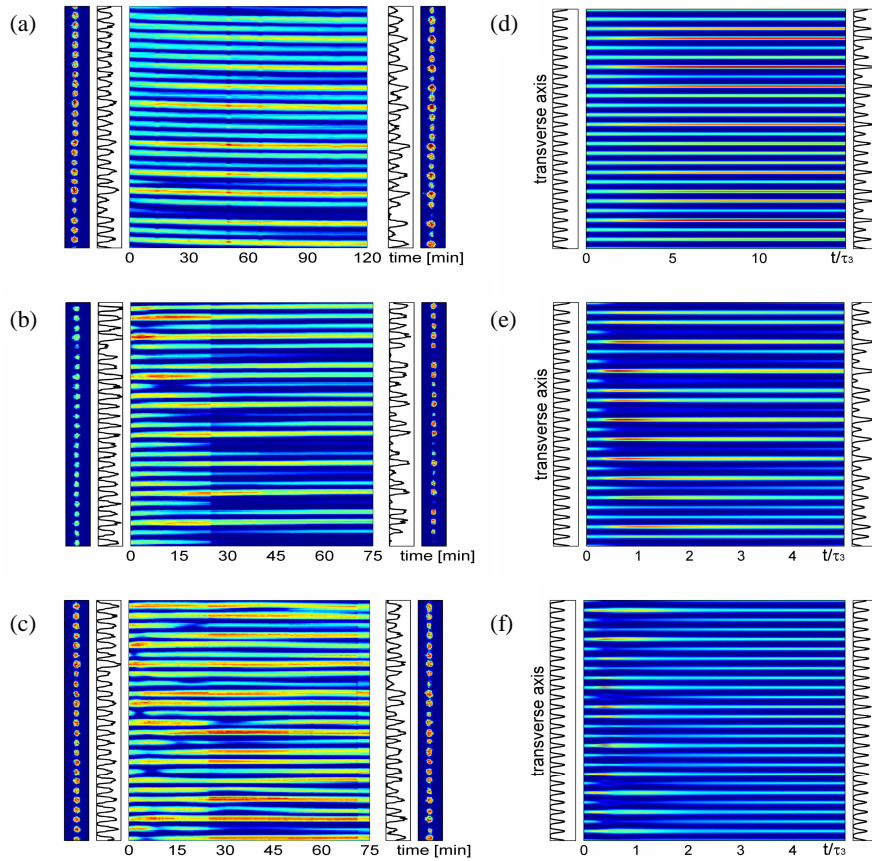 (a)
0 30 60 90 120 time [min]
(d)
transverse axis
0 5 10 t/τ₃
(b)
0 15 30 45 60 75 time [min]
(e)
transverse axis
0 1 2 3 4 t/τ₃
(c)
0 15 30 45 60 75 time [min]
(f)
transverse axis
0 1 2 3 4 t/τ₃